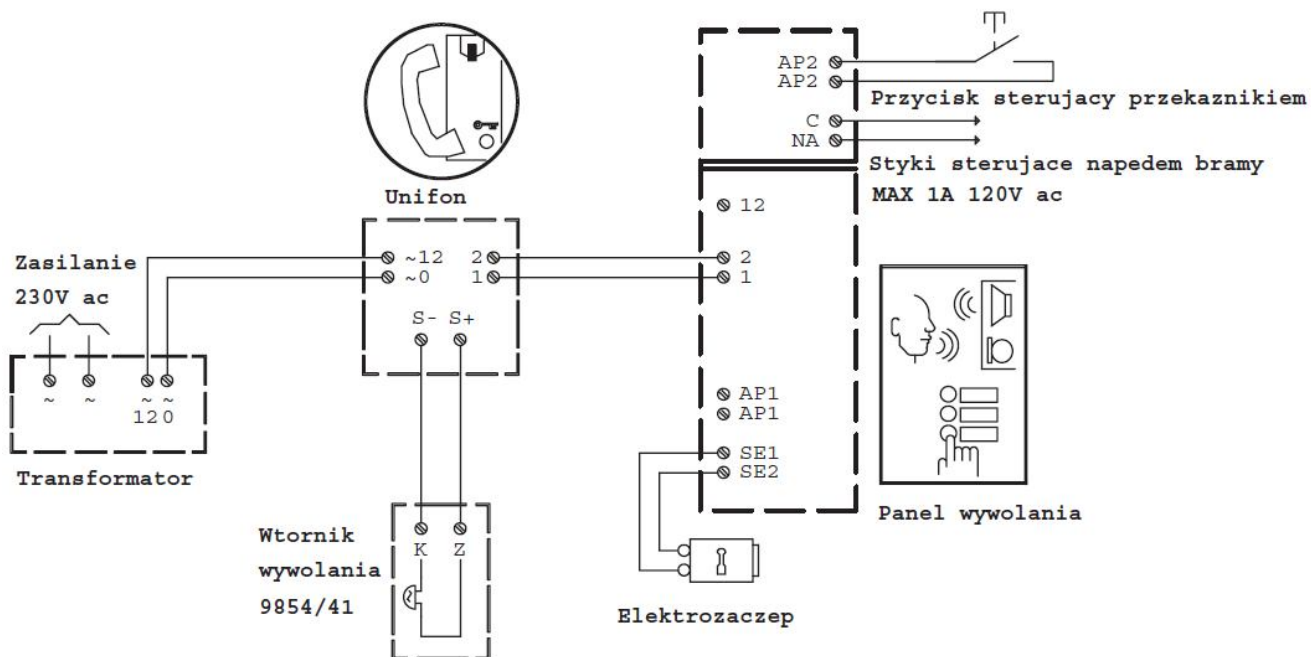 AP2
AP2
Przycisk sterujacy przekaznikiem
C
NA
Styki sterujace napedem bramy
MAX 1A 120V ac
Unifon
12
~12 2
~0 1
2
1
S- S+
Zasilanie
230V ac
~ ~ ~ ~
12 0
Transformator
AP1
AP1
SE1
SE2
Panel wywolania
Wtornik
wywolania
9854/41
K Z
Elektrozaczep